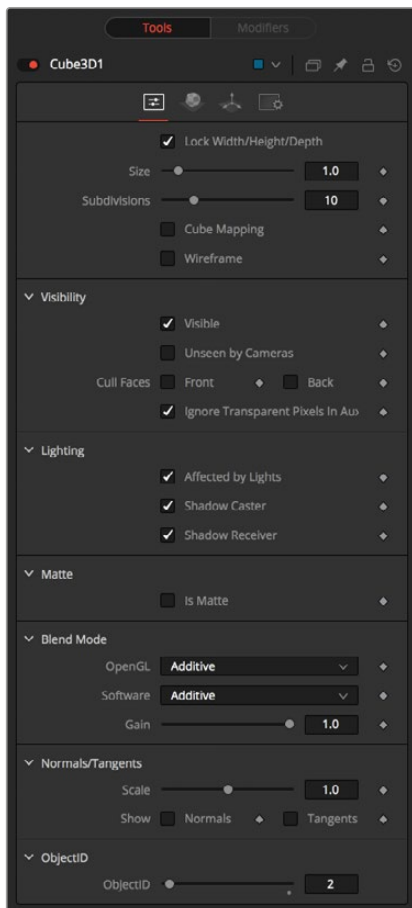 Tools Modifiers
Cube3D1
Lock Width/Height/Depth
Size 1.0
Subdivisions 10
Cube Mapping
Wireframe
Visibility
Visible
Unseen by Cameras
Cull Faces Front Back
Ignore Transparent Pixels In Aux
Lighting
Affected by Lights
Shadow Caster
Shadow Receiver
Matte
Is Matte
Blend Mode
OpenGL Additive
Software Additive
Gain 1.0
Normals/Tangents
Scale 1.0
Show Normals Tangents
ObjectID
ObjectID 2